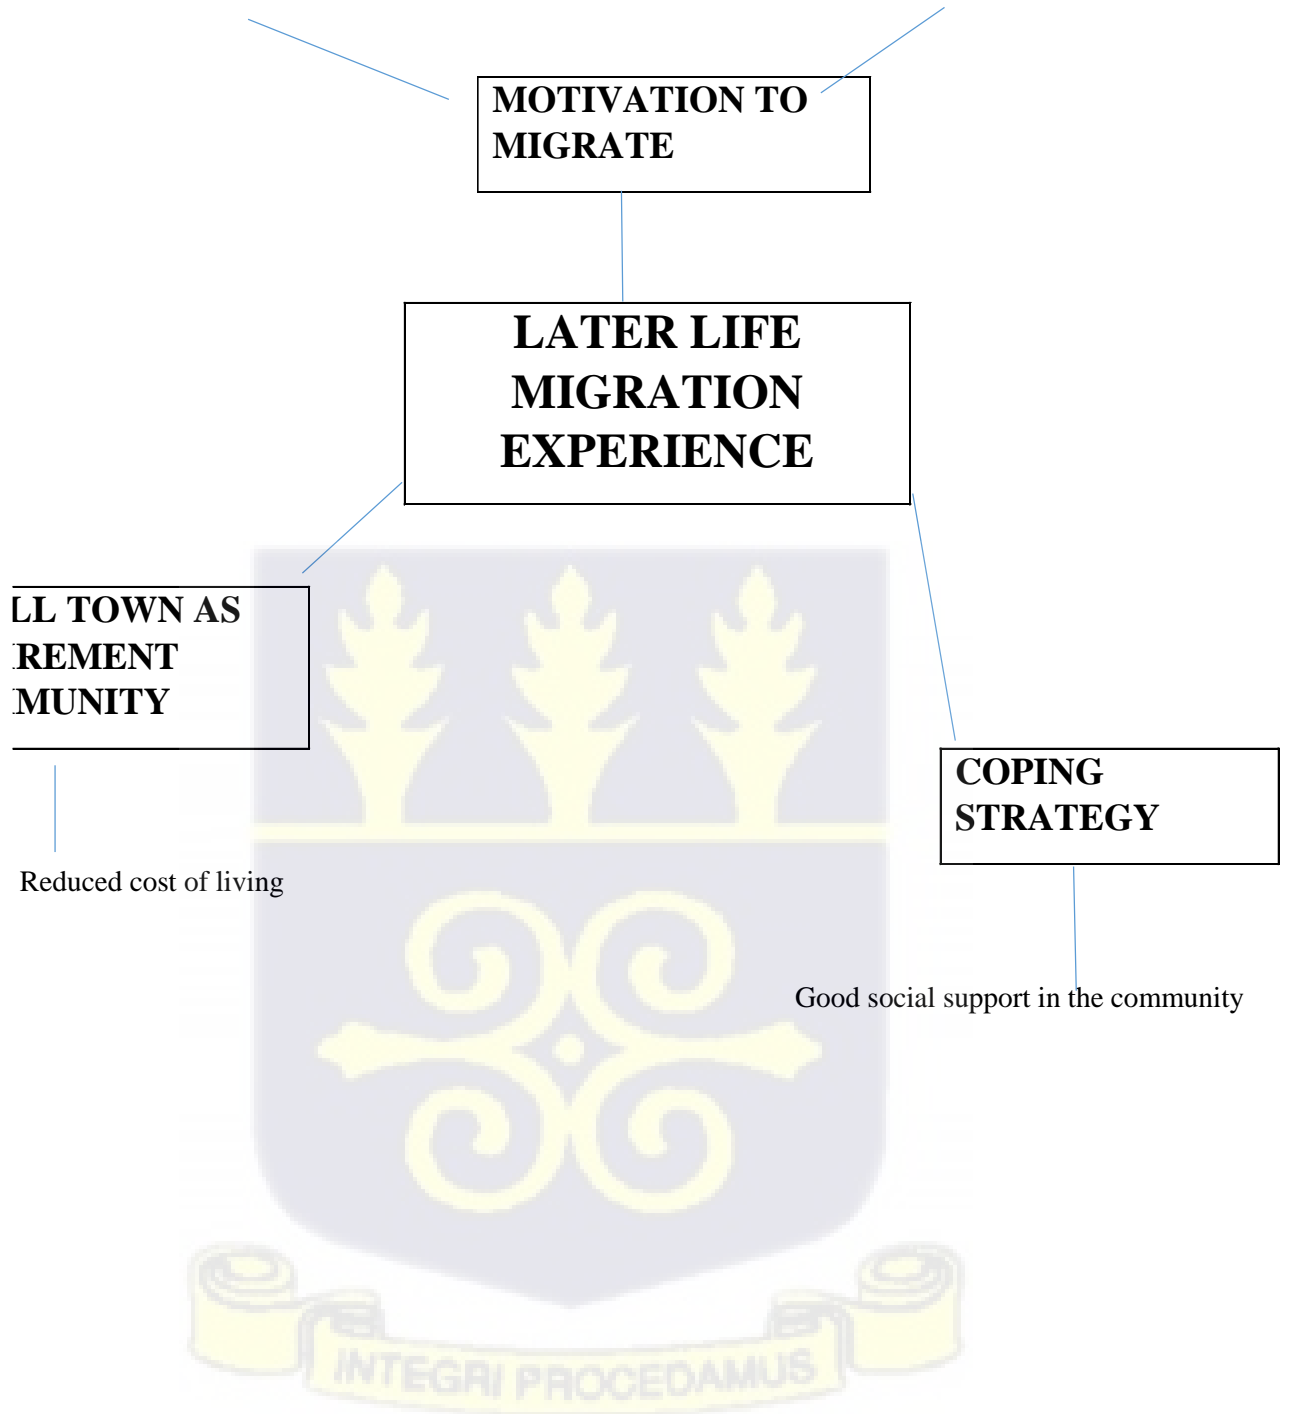 MOTIVATION TO
MIGRATE
LATER LIFE
MIGRATION
EXPERIENCE
LL TOWN AS
REMENT
MUNITY
COPING
STRATEGY
Reduced cost of living
Good social support in the community
INTEGRI PROCEDAMUS